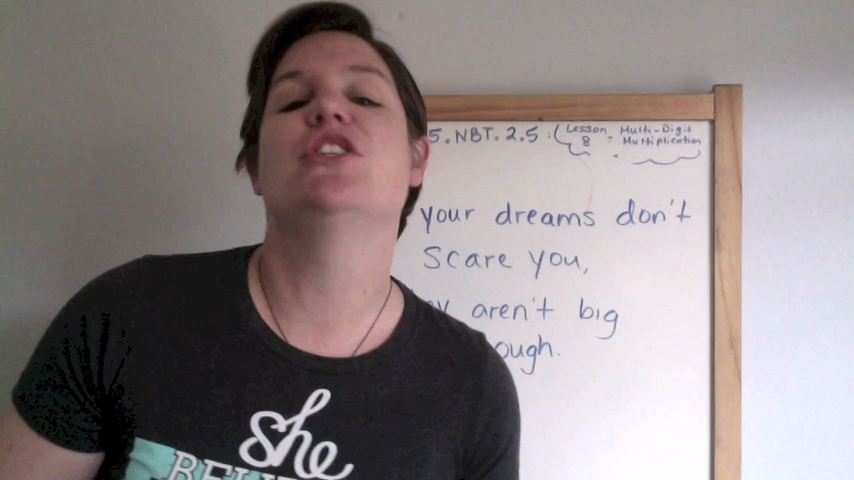 5.NBT.2.5: Lesson 8 - Multi-Digit Multiplication
your dreams don't
scare you,
aren't big
she